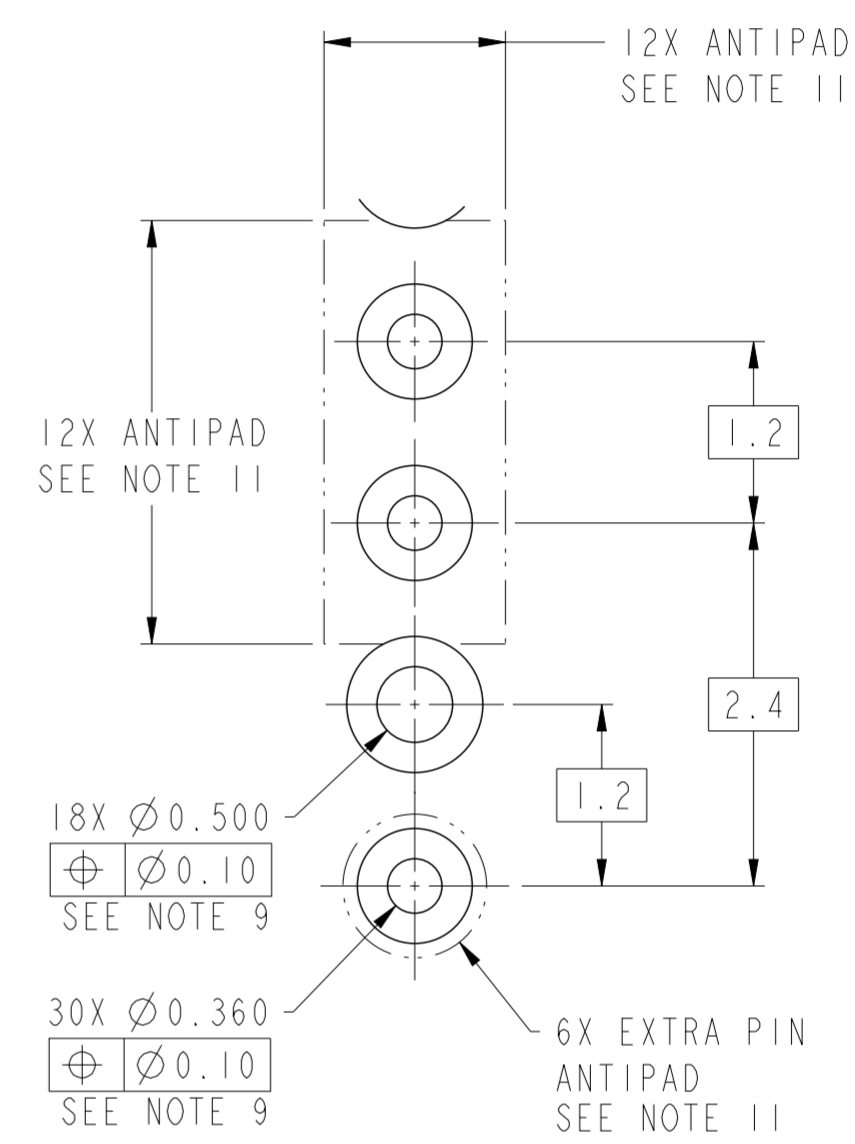 12X ANTIPAD
SEE NOTE 11
12X ANTIPAD
SEE NOTE 11
1.2
2.4
1.2
18X ∅0.500
⌖ ∅0.10
SEE NOTE 9
30X ∅0.360
⌖ ∅0.10
SEE NOTE 9
6X EXTRA PIN
ANTIPAD
SEE NOTE 11